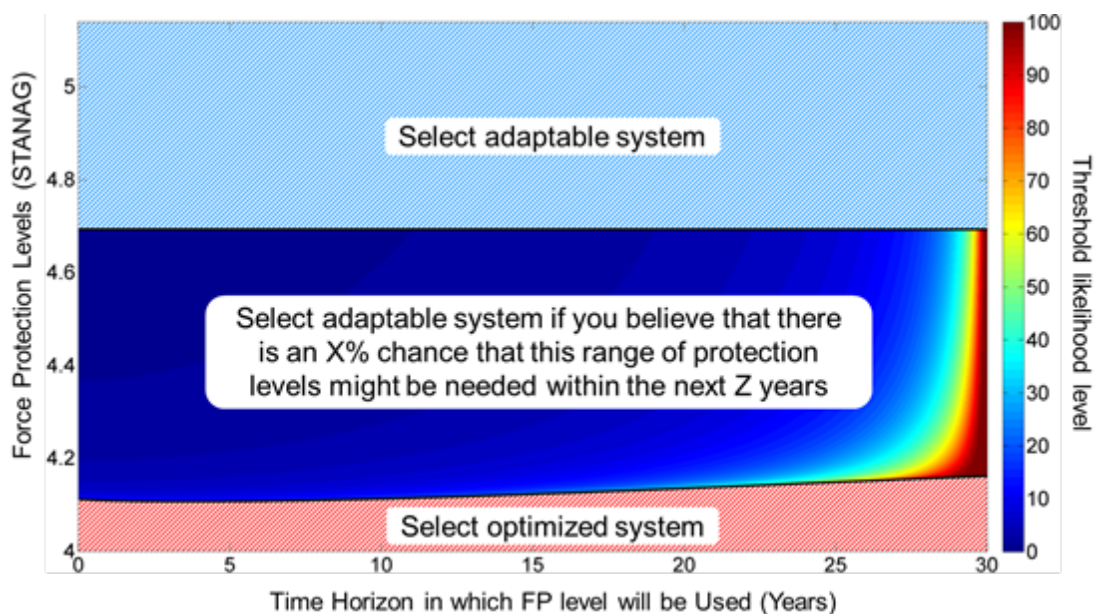 Force Protection Levels (STANAG)
5
4.8
4.6
4.4
4.2
4
Select adaptable system
Select adaptable system if you believe that there
is an X% chance that this range of protection
levels might be needed within the next Z years
Select optimized system
0 5 10 15 20 25 30
Time Horizon in which FP level will be Used (Years)
100
90
80
70
60
50
40
30
20
10
0
Threshold likelihood level